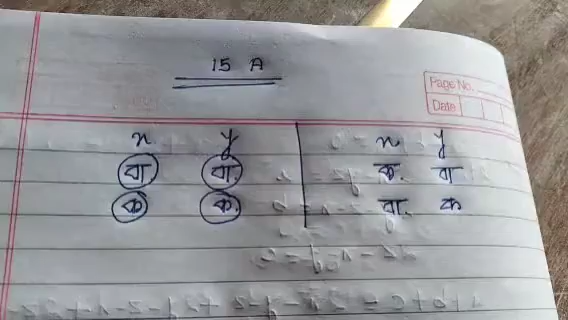 15 A
Page No.
Date
x y x y
বা বা. ক. বা
ক ক. বা. ক